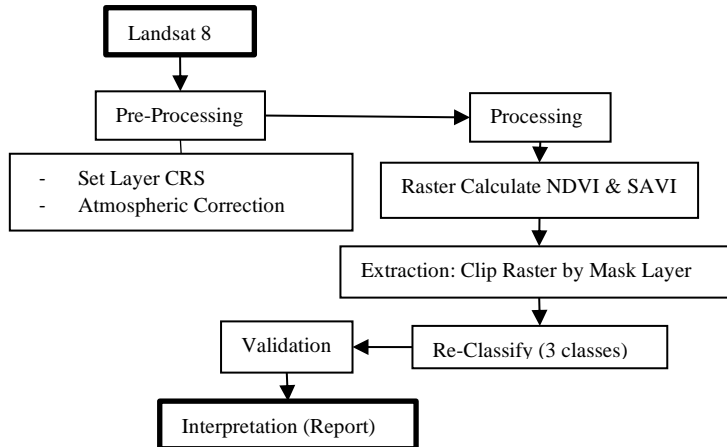 Landsat 8
Pre-Processing
Processing
- Set Layer CRS
- Atmospheric Correction
Raster Calculate NDVI & SAVI
Extraction: Clip Raster by Mask Layer
Validation
Re-Classify (3 classes)
Interpretation (Report)